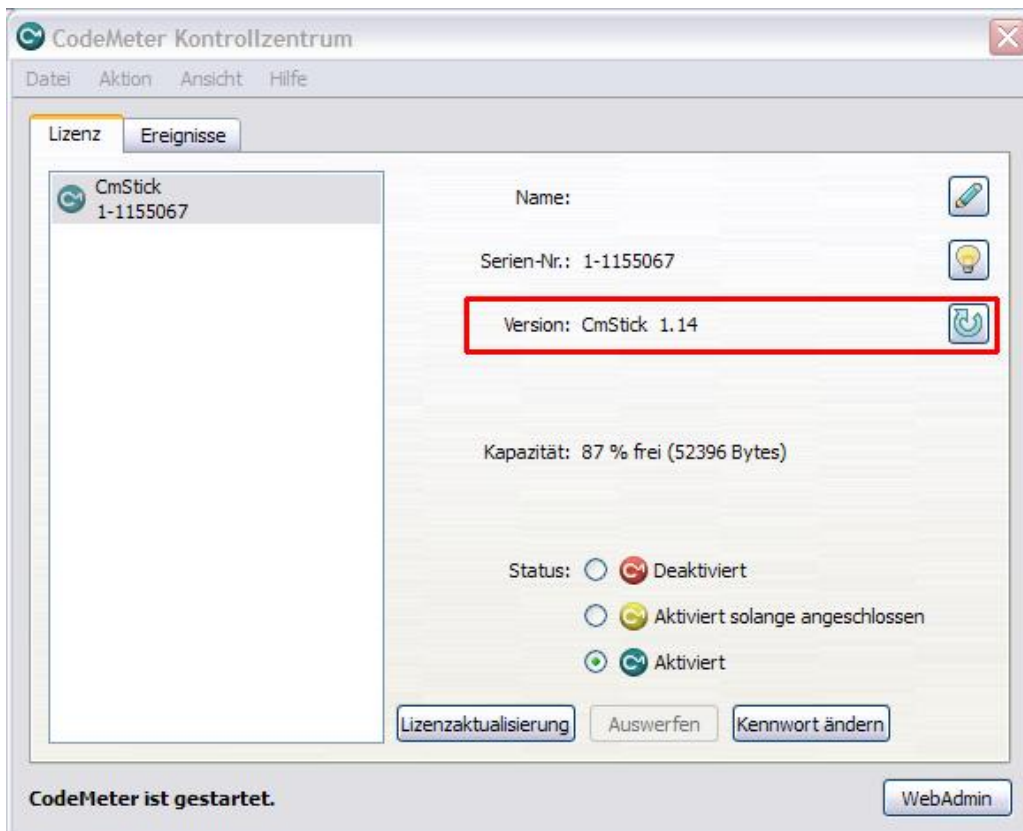 CodeMeter Kontrollzentrum
Datei Aktion Ansicht Hilfe
Lizenz Ereignisse
CmStick
1-1155067
Name:
Serien-Nr.: 1-1155067
Version: CmStick 1.14
Kapazität: 87 % frei (52396 Bytes)
Status: Deaktiviert
Aktiviert solange angeschlossen
Aktiviert
Lizenzaktualisierung Auswerfen Kennwort ändern
CodeMeter ist gestartet. WebAdmin